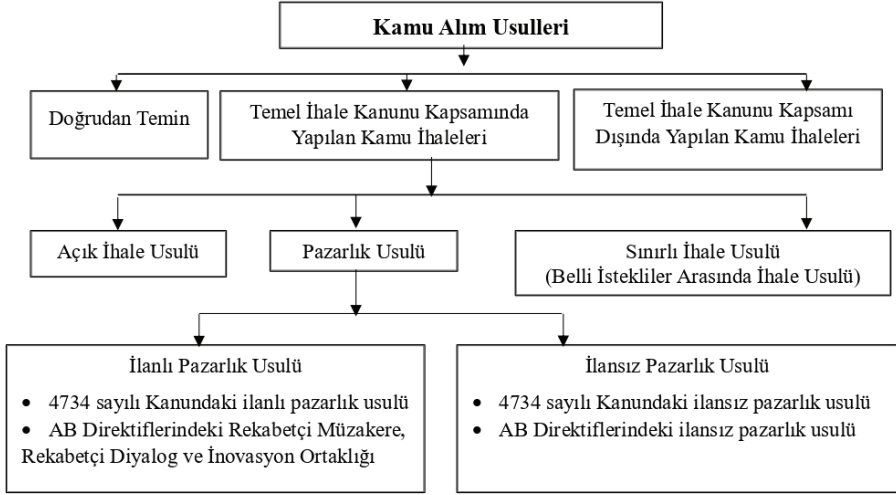 Kamu Alım Usulleri
Doğrudan Temin
Temel İhale Kanunu Kapsamında
Yapılan Kamu İhaleleri
Temel İhale Kanunu Kapsamı
Dışında Yapılan Kamu İhaleleri
Açık İhale Usulü
Pazarlık Usulü
Sınırlı İhale Usulü
(Belli İstekliler Arasında İhale Usulü)
İlanlı Pazarlık Usulü
• 4734 sayılı Kanundaki ilanlı pazarlık usulü
• AB Direktiflerindeki Rekabetçi Müzakere,
Rekabetçi Diyalog ve İnovasyon Ortaklığı
İlansız Pazarlık Usulü
• 4734 sayılı Kanundaki ilansız pazarlık usulü
• AB Direktiflerindeki ilansız pazarlık usulü